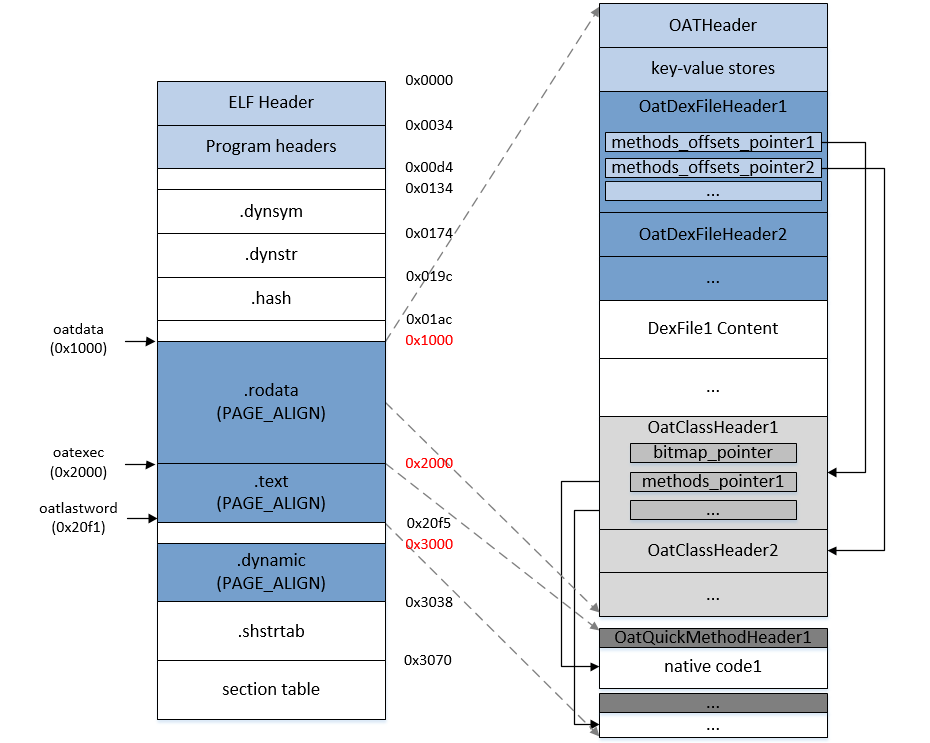 oatdata
(0x1000)
oatexec
(0x2000)
oatlastword
(0x20f1)
ELF Header
Program headers
.dynsym
.dynstr
.hash
.rodata
(PAGE_ALIGN)
.text
(PAGE_ALIGN)
.dynamic
(PAGE_ALIGN)
.shstrtab
section table
0x0000
0x0034
0x00d4
0x0134
0x0174
0x019c
0x01ac
0x1000
0x2000
0x20f5
0x3000
0x3038
0x3070
OATHeader
key-value stores
OatDexFileHeader1
methods_offsets_pointer1
methods_offsets_pointer2
...
OatDexFileHeader2
...
DexFile1 Content
...
OatClassHeader1
bitmap_pointer
methods_pointer1
...
OatClassHeader2
...
OatQuickMethodHeader1
native code1
...
...